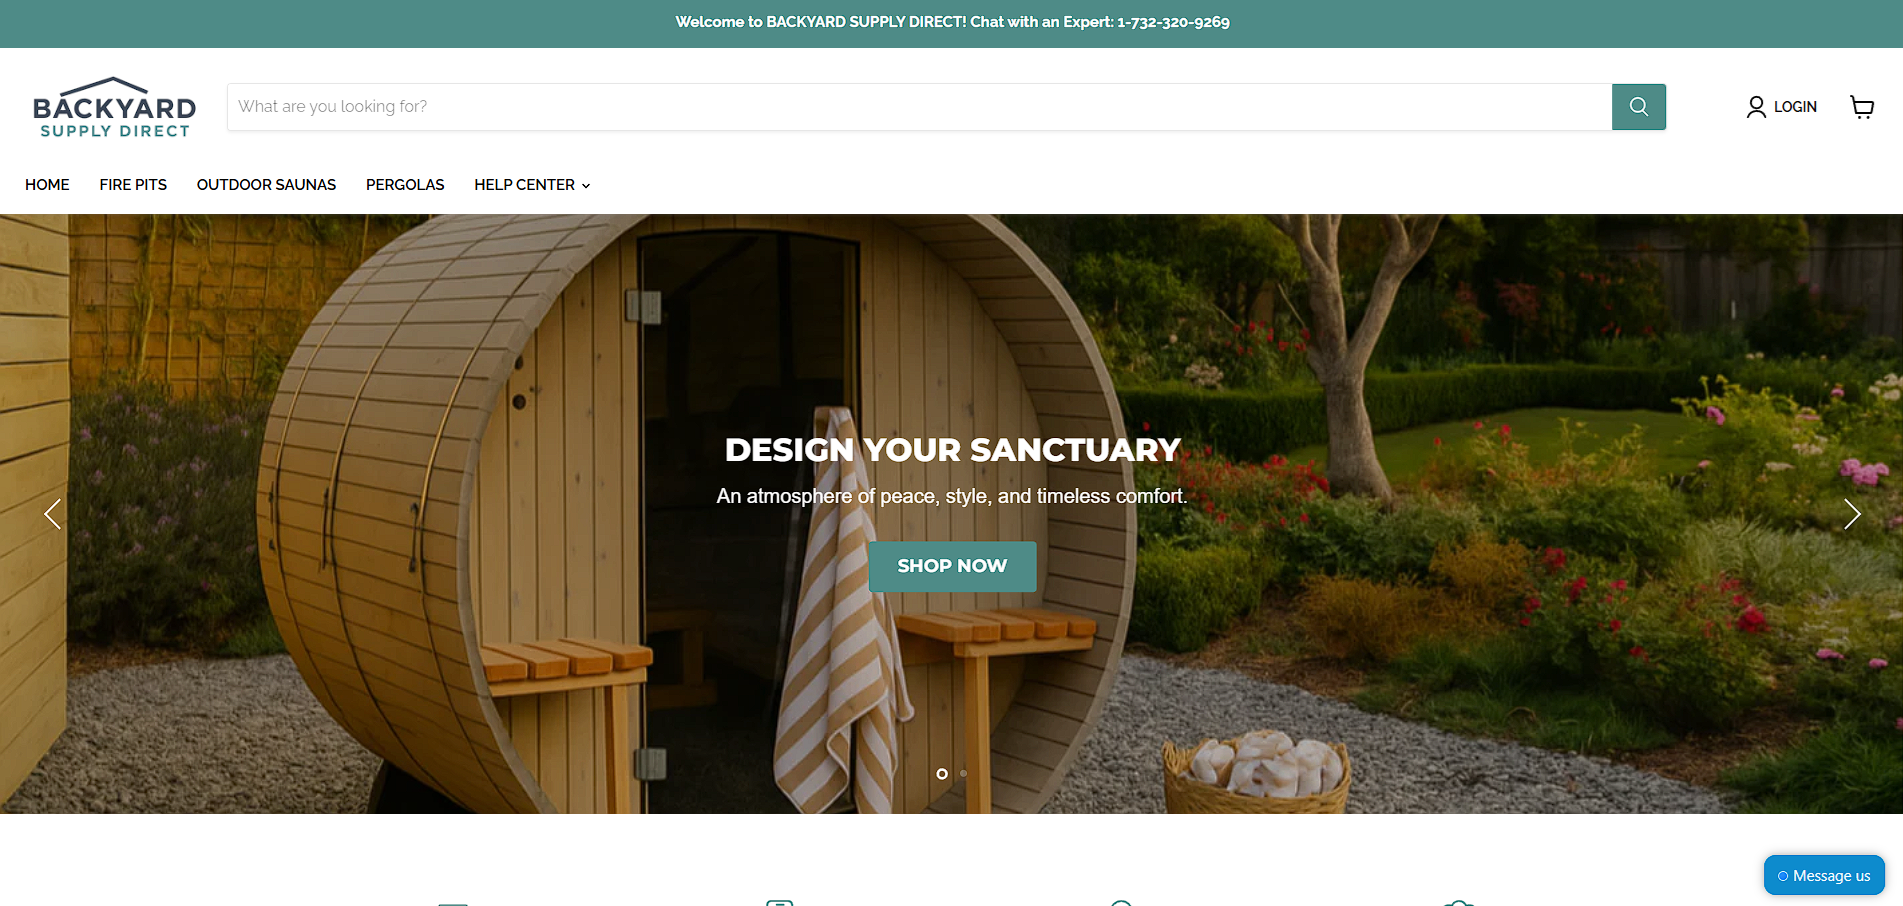 Welcome to BACKYARD SUPPLY DIRECT! Chat with an Expert: 1-732-320-9269
BACKYARD
SUPPLY DIRECT
What are you looking for?
LOGIN
HOME FIRE PITS OUTDOOR SAUNAS PERGOLAS HELP CENTER
DESIGN YOUR SANCTUARY
An atmosphere of peace, style, and timeless comfort.
SHOP NOW
Message us